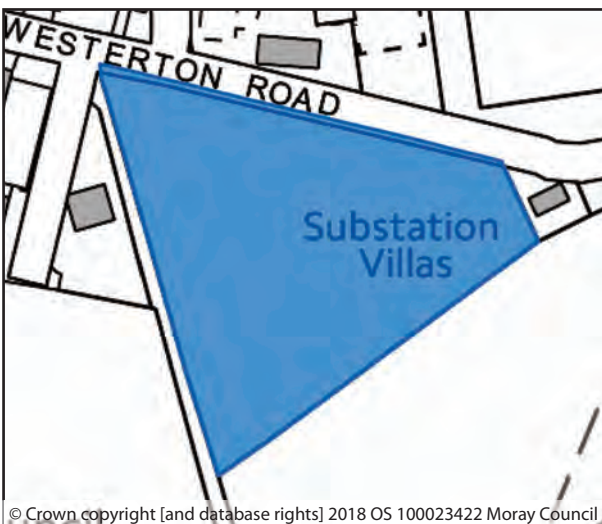 WESTERTON ROAD
Substation
Villas
© Crown copyright [and database rights] 2018 OS 100023422 Moray Council